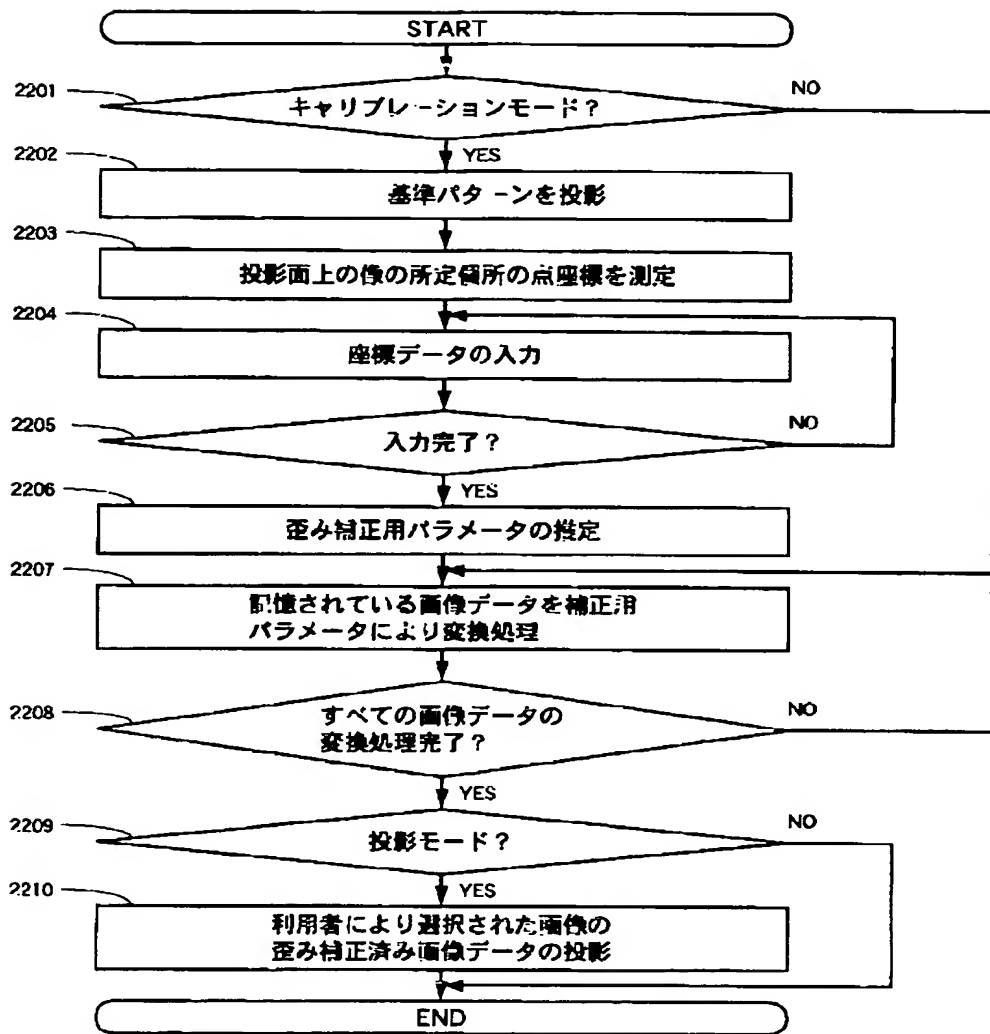 START
2201
キャリブレーションモード?
NO
YES
2202
基準パターンを投影
2203
投影面上の像の所定個所の点座標を測定
2204
座標データの入力
2205
入力完了?
NO
YES
2206
歪み補正用パラメータの推定
2207
記憶されている画像データを補正用
パラメータにより変換処理
2208
すべての画像データの
変換処理完了?
NO
YES
2209
投影モード?
NO
YES
2210
利用者により選択された画像の
歪み補正済み画像データの投影
END